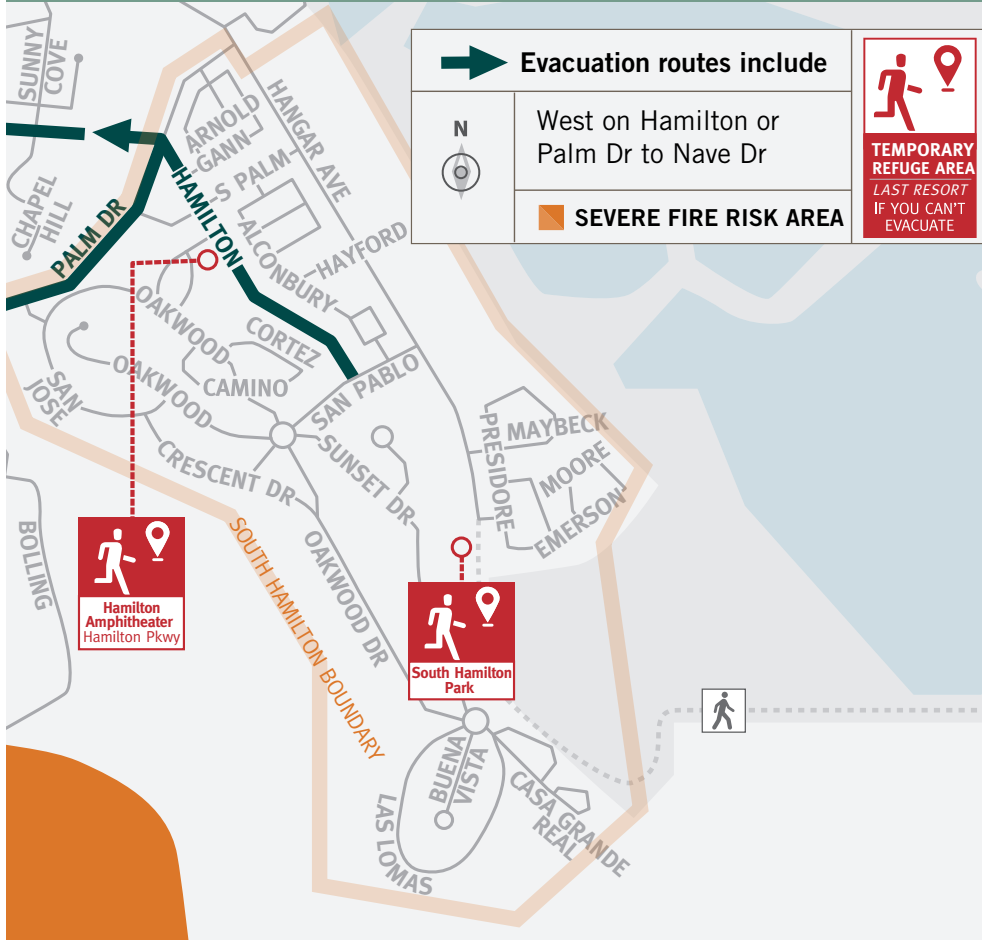 Evacuation routes include
N
West on Hamilton or
Palm Dr to Nave Dr
SEVERE FIRE RISK AREA
TEMPORARY
REFUGE AREA
LAST RESORT
IF YOU CAN'T
EVACUATE
SUNNY
COVE
CHAPEL
HILL
PALM DR
HAMILTON
ARNOLD
GANN
S PALM
HANGAR AVE
ALCONBURY
HAYFORD
OAKWOOD
CORTEZ
CAMINO
OAKWOOD
SAN
JOSE
SAN PABLO
CRESCENT DR
SUNSET DR
PRESIDORE
MAYBECK
MOORE
EMERSON
BOLLING
Hamilton
Amphitheater
Hamilton Pkwy
SOUTH HAMILTON BOUNDARY
OAKWOOD DR
South Hamilton
Park
BUENA
VISTA
LAS LOMAS
CASA GRANDE
REAL